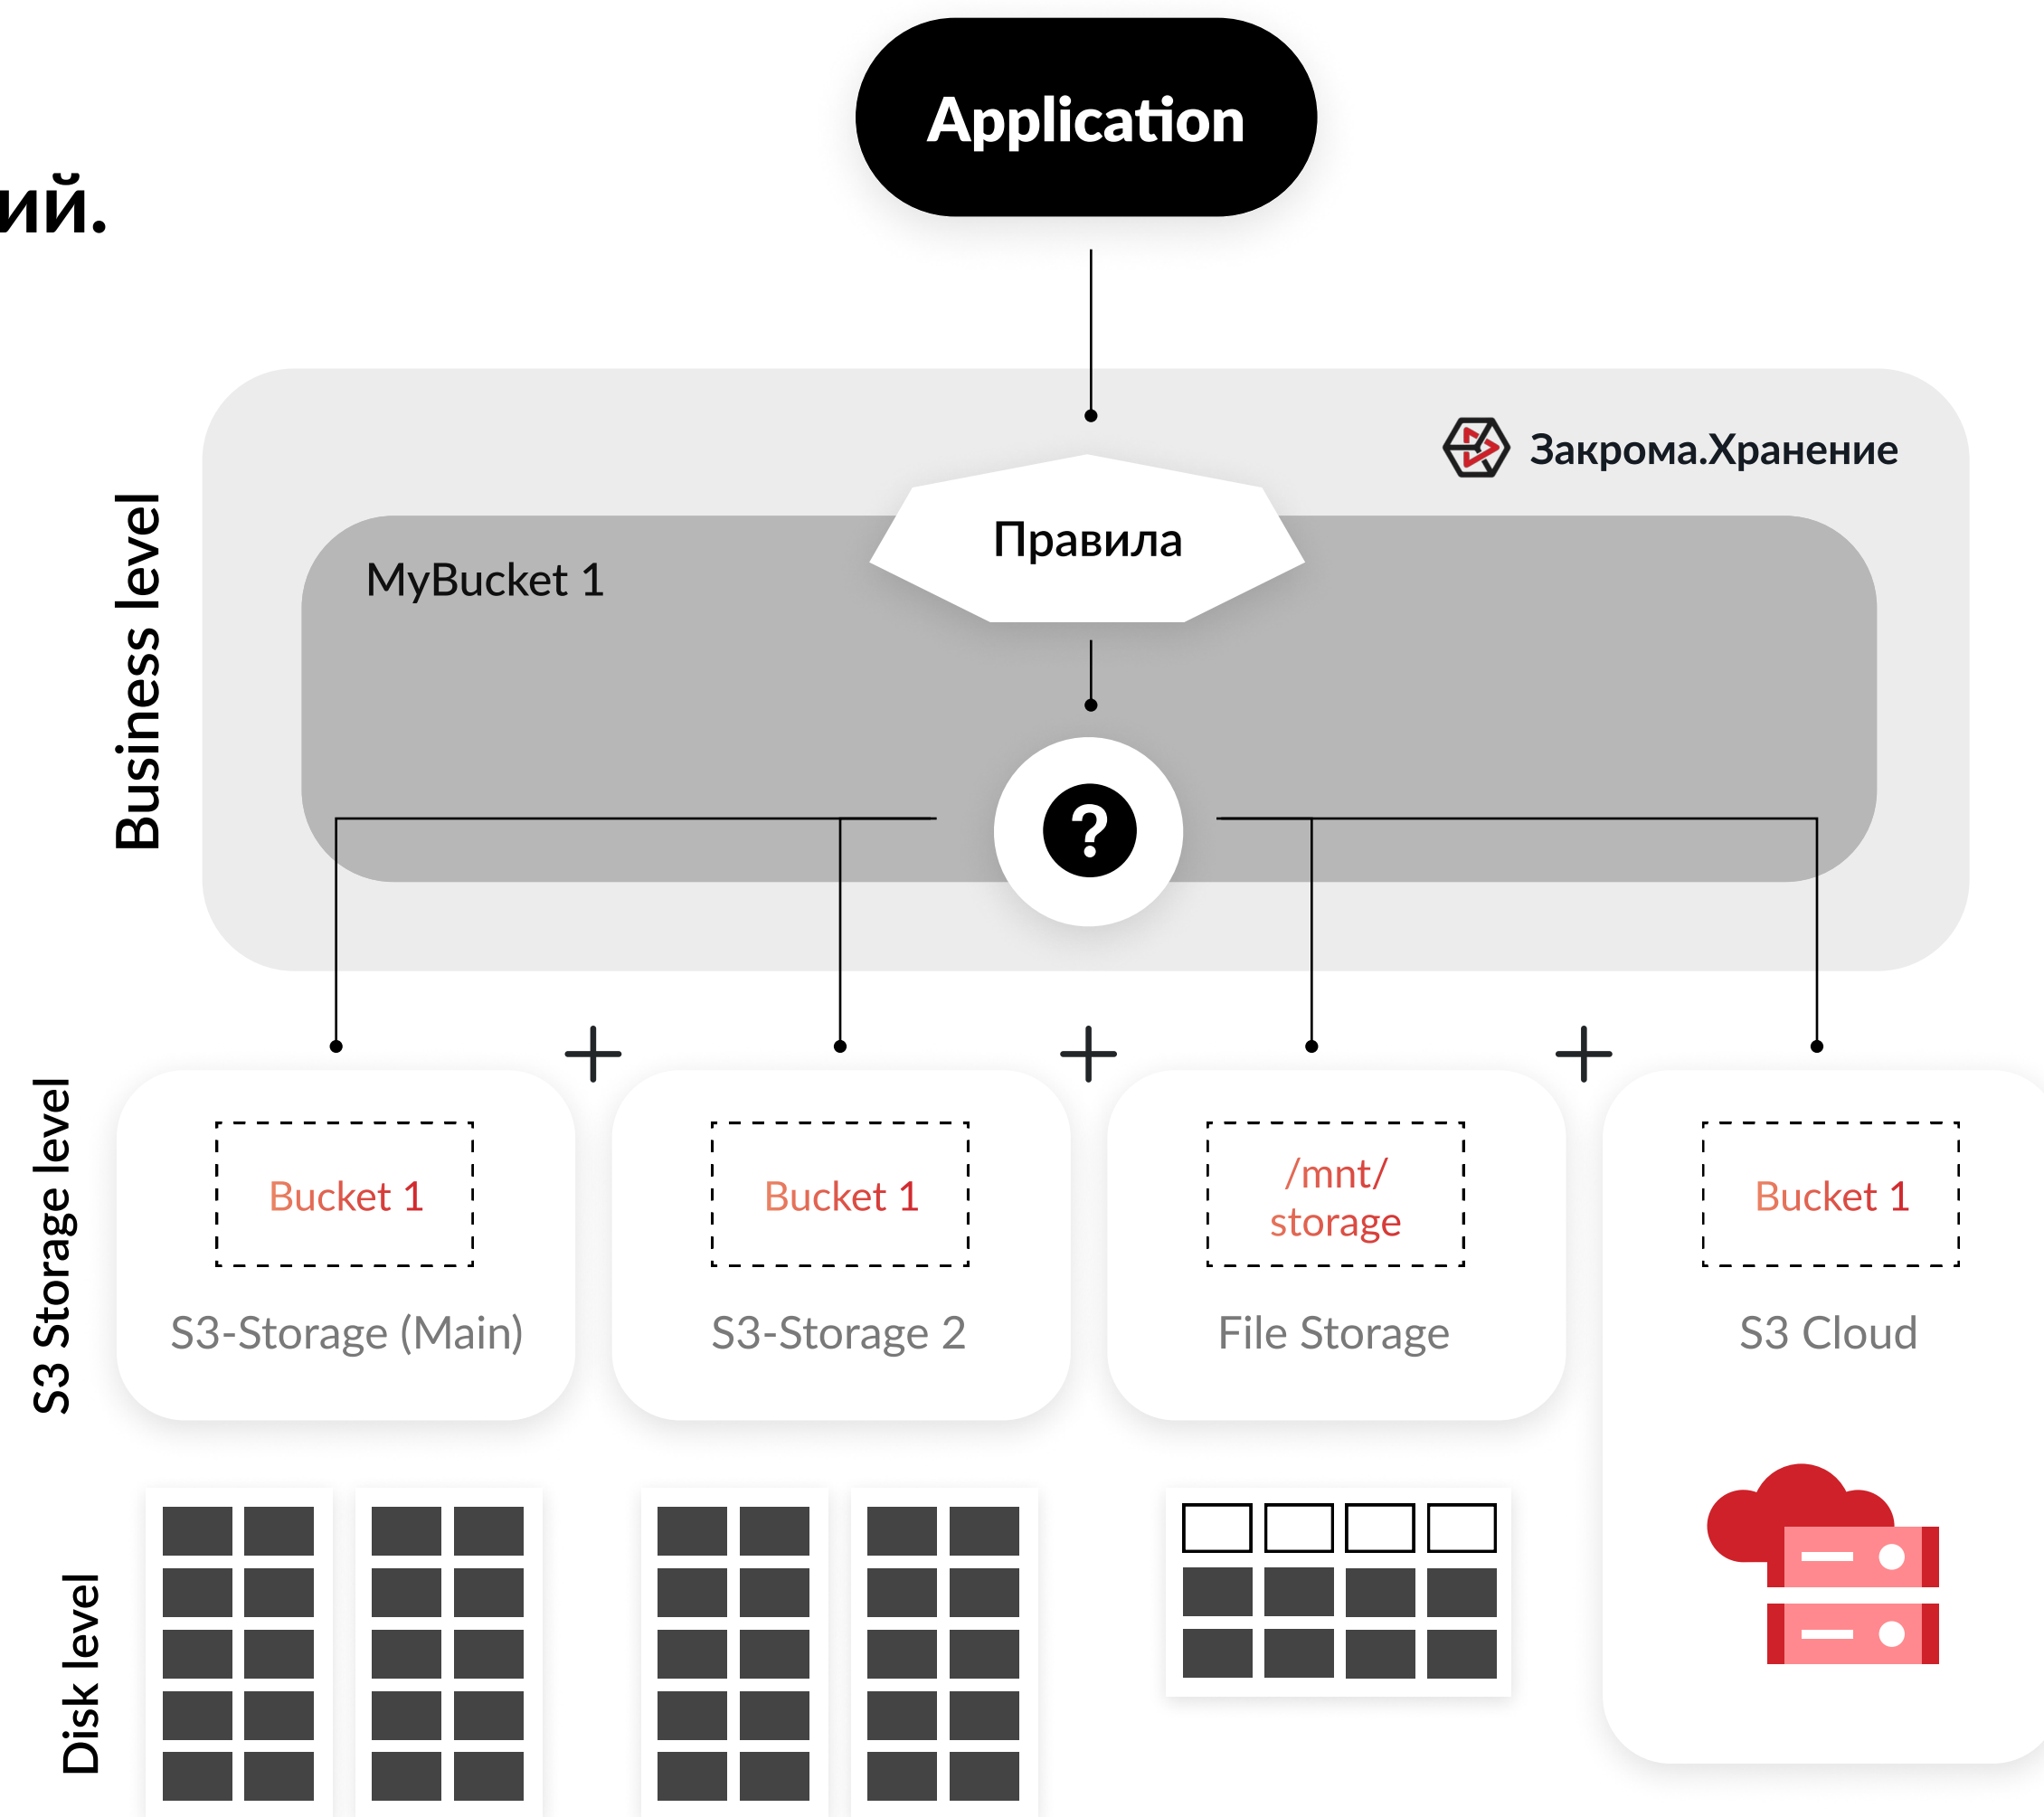 Application
ий.
Закрома.Хранение
Правила
MyBucket 1
Business level
?
S3 Storage level
Bucket 1
Bucket 1
/mnt/
storage
Bucket 1
S3-Storage (Main)
S3-Storage 2
File Storage
S3 Cloud
Disk level